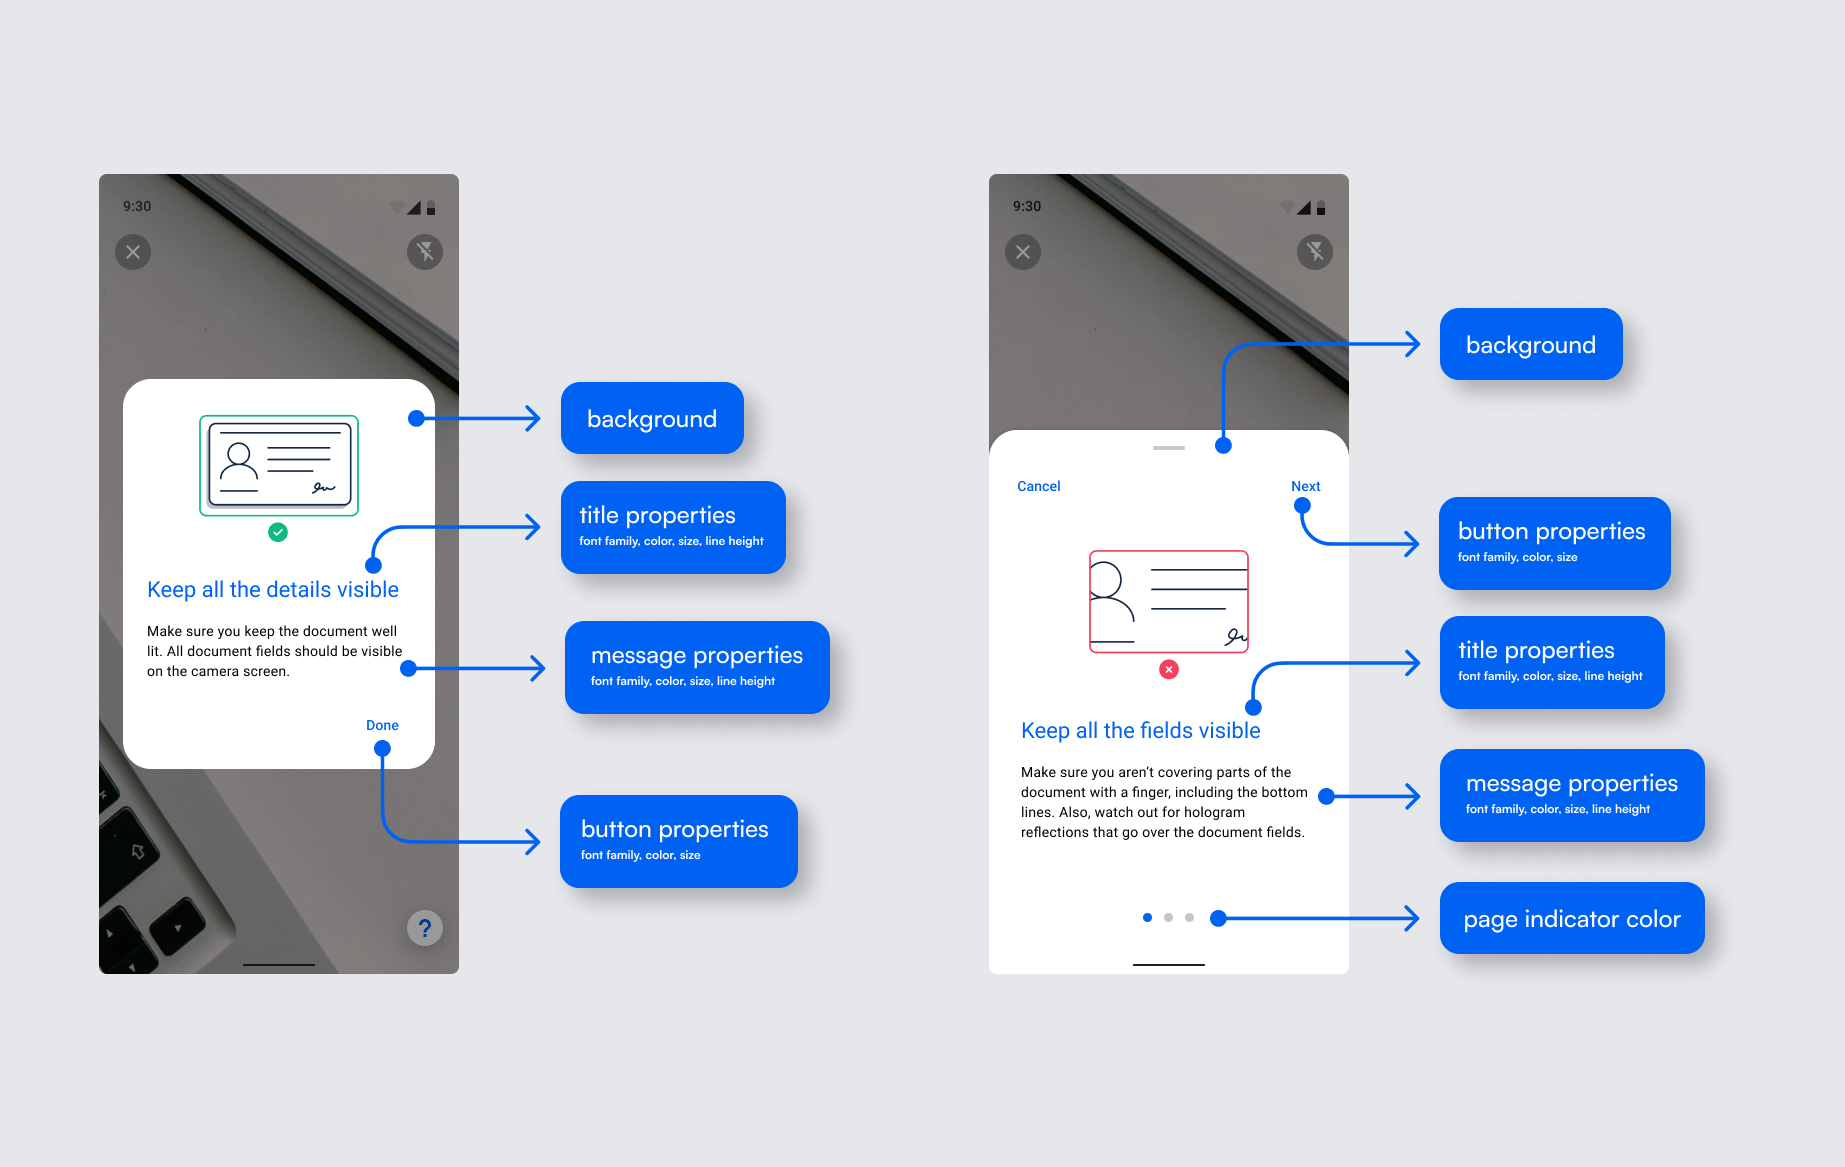 9:30
Keep all the details visible
Make sure you keep the document well
lit. All document fields should be visible
on the camera screen.
Done
?
background
title properties
font family, color, size, line height
message properties
font family, color, size, line height
button properties
font family, color, size
9:30
Cancel
Next
Keep all the fields visible
Make sure you aren’t covering parts of the
document with a finger, including the bottom
lines. Also, watch out for hologram
reflections that go over the document fields.
background
button properties
font family, color, size
title properties
font family, color, size, line height
message properties
font family, color, size, line height
page indicator color